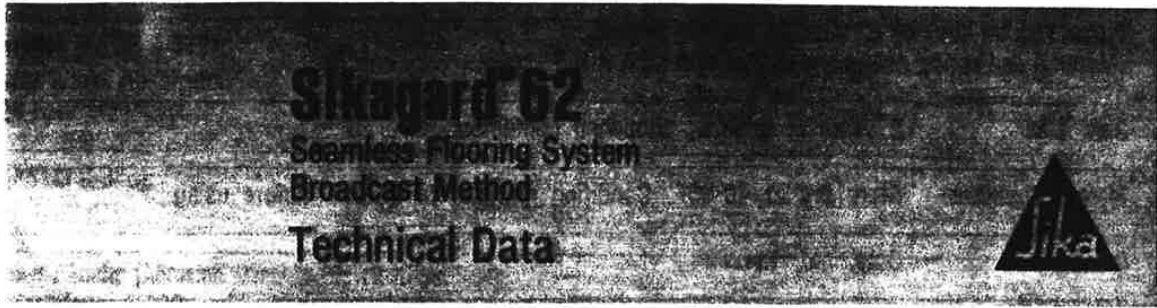 Sikagard 62
Seamless Flooring System
Broadcast Method
Technical Data
Sika